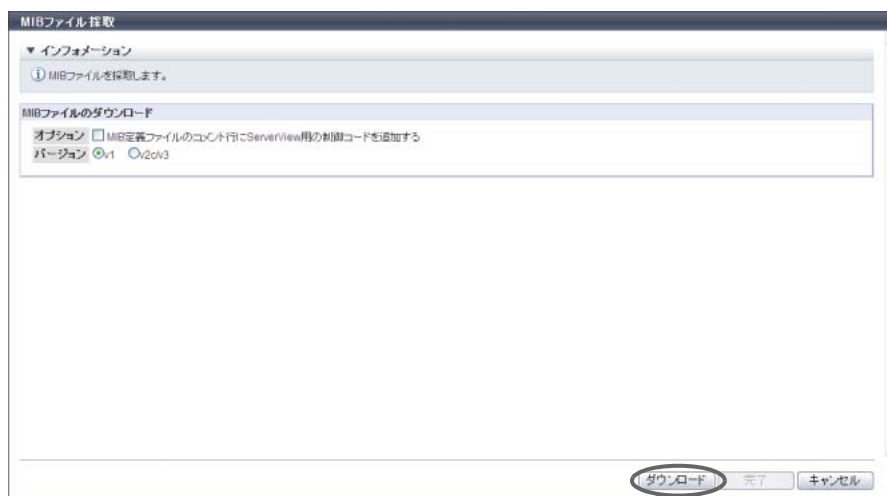 MIBファイル採取
▼ インフォメーション
MIBファイルを採取します。
MIBファイルのダウンロード
オプション MIB定義ファイルのコメント行にServerView用の制御コードを追加する
バージョン v1 v2c/v3
ダウンロード 完了 キャンセル